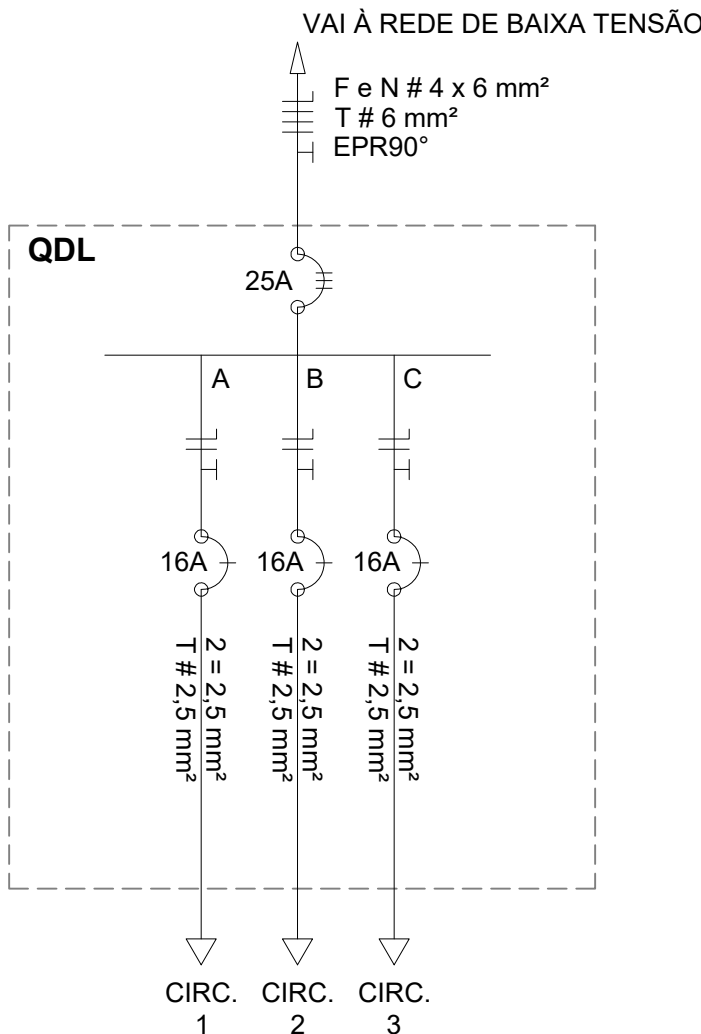 VAI À REDE DE BAIXA TENSÃO
F e N # 4 x 6 mm²
T # 6 mm²
EPR90°
QDL
25A
A
B
C
16A
16A
16A
2 = 2,5 mm²
T # 2,5 mm²
2 = 2,5 mm²
T # 2,5 mm²
2 = 2,5 mm²
T # 2,5 mm²
CIRC.
1
CIRC.
2
CIRC.
3